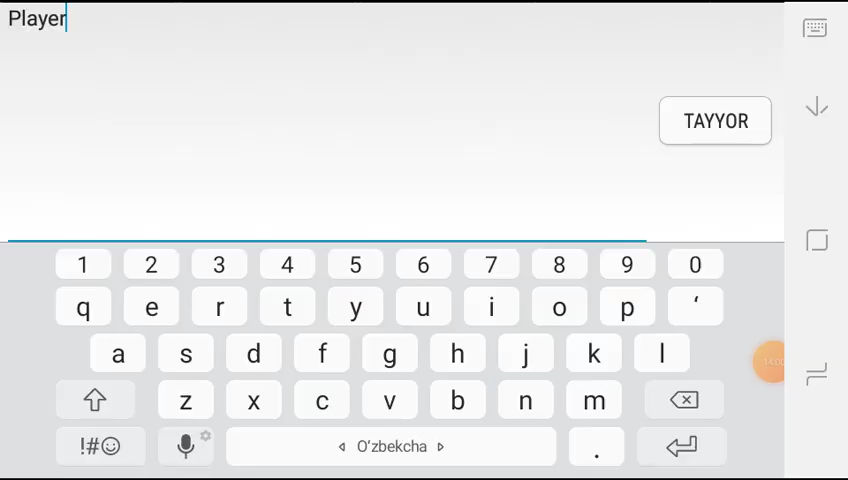 Player
TAYYOR
1 2 3 4 5 6 7 8 9 0
q e r t y u i o p ‘
a s d f g h j k l
z x c v b n m
!# O‘zbekcha .